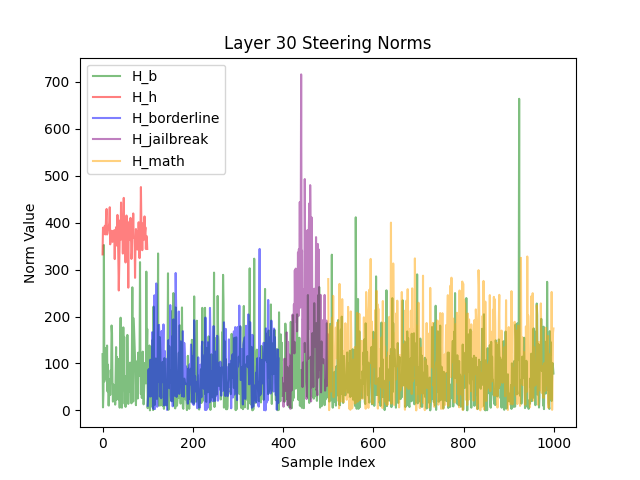 Layer 30 Steering Norms
H_b
H_h
H_borderline
H_jailbreak
H_math
Norm Value
700
600
500
400
300
200
100
0
0 200 400 600 800 1000
Sample Index